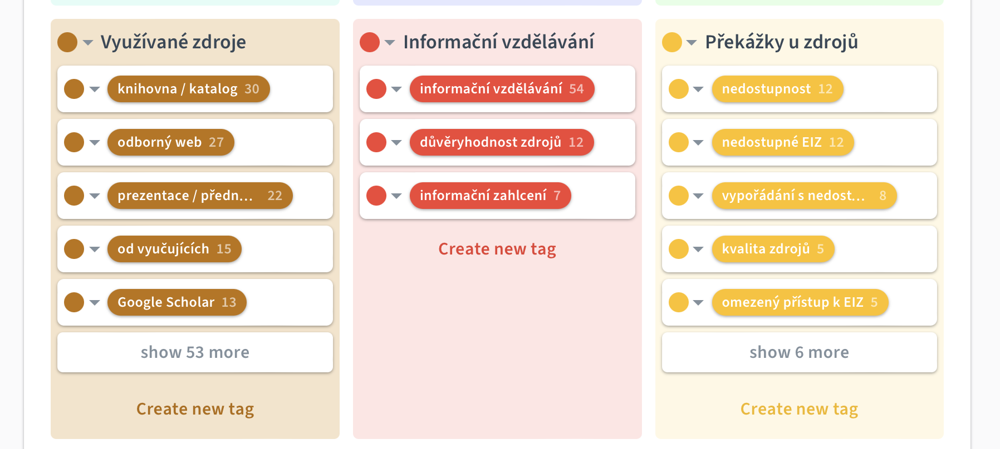 Využívané zdroje
knihovna / katalog 30
odborný web 27
prezentace / předn... 22
od vyučujících 15
Google Scholar 13
show 53 more
Create new tag
Informační vzdělávání
informační vzdělávání 54
důvěryhodnost zdrojů 12
informační zahlcení 7
Create new tag
Překážky u zdrojů
nedostupnost 12
nedostupné EIZ 12
vypořádání s nedost... 8
kvalita zdrojů 5
omezený přístup k EIZ 5
show 6 more
Create new tag